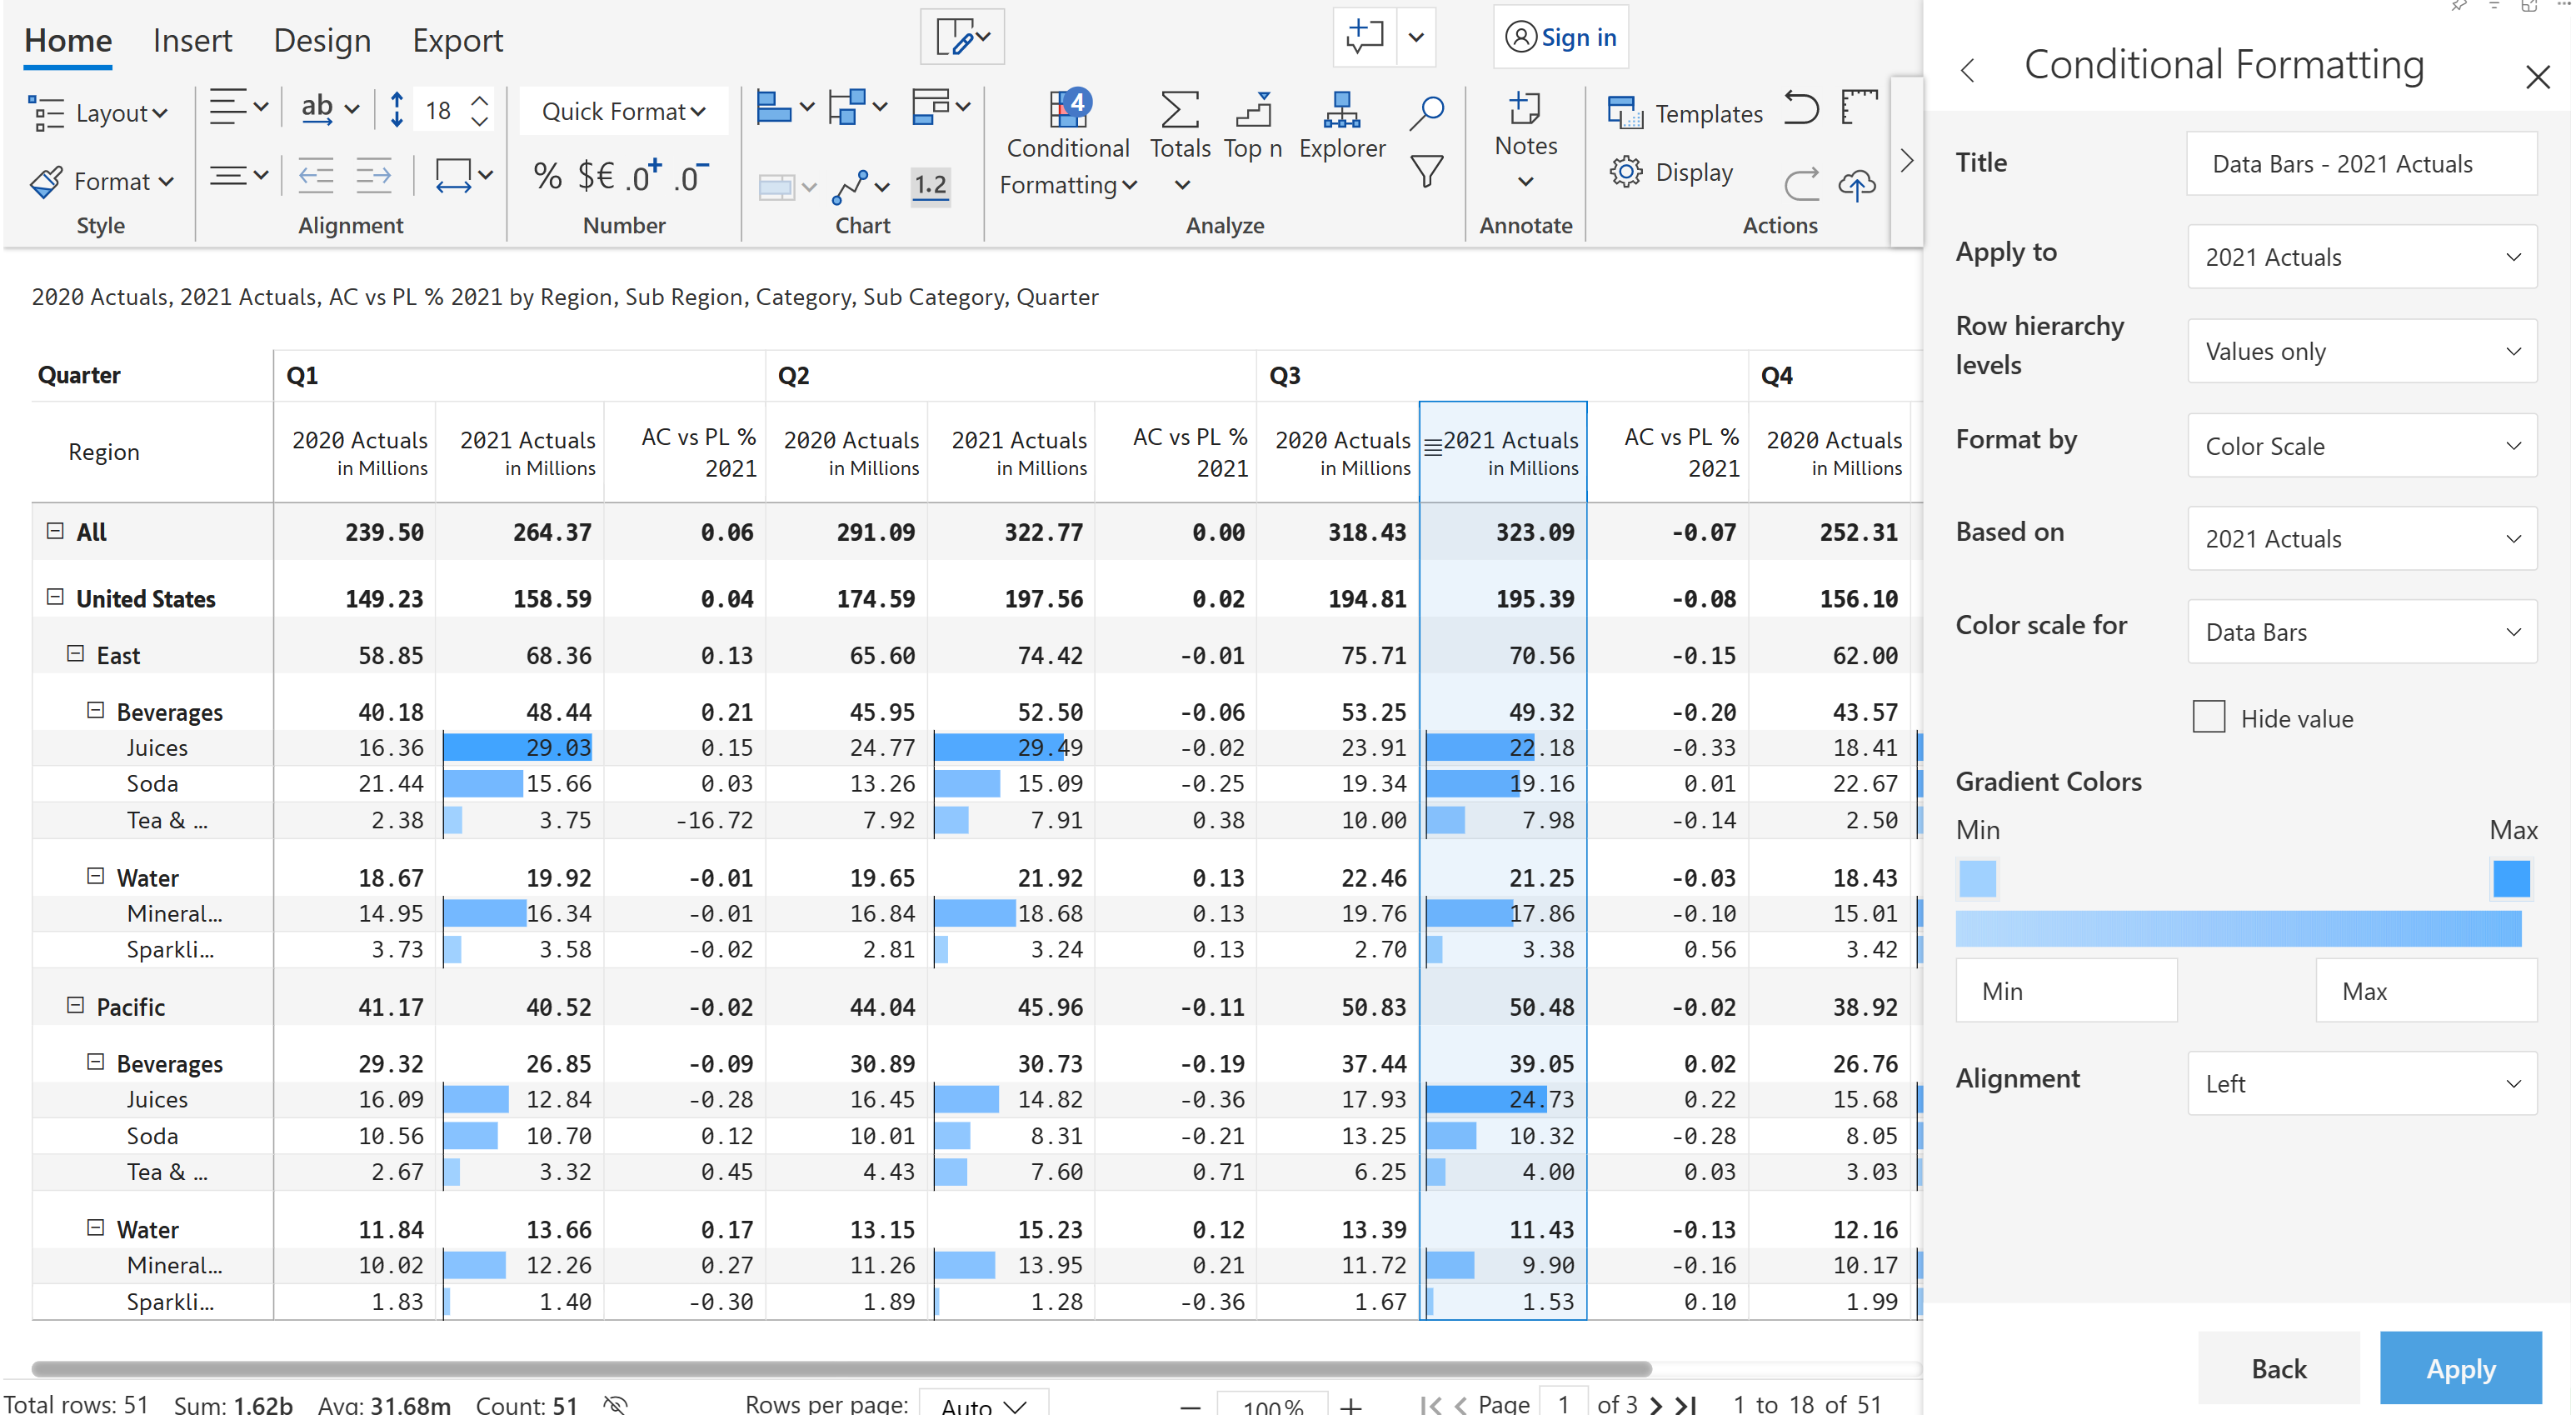 Home Insert Design Export
Sign in
Layout
ab
18
Quick Format
4
Conditional Formatting
Totals
Top n
Explorer
Notes
Templates
Format
% $€ .0+ .0-
1.2
Display
Style Alignment Number Chart Analyze Annotate Actions
2020 Actuals, 2021 Actuals, AC vs PL % 2021 by Region, Sub Region, Category, Sub Category, Quarter
Quarter Q1 Q2 Q3 Q4
Region 2020 Actuals in Millions 2021 Actuals in Millions AC vs PL % 2021 2020 Actuals in Millions 2021 Actuals in Millions AC vs PL % 2021 2020 Actuals in Millions 2021 Actuals in Millions AC vs PL % 2021 2020 Actuals in Millions
All 239.50 264.37 0.06 291.09 322.77 0.00 318.43 323.09 -0.07 252.31
United States 149.23 158.59 0.04 174.59 197.56 0.02 194.81 195.39 -0.08 156.10
East 58.85 68.36 0.13 65.60 74.42 -0.01 75.71 70.56 -0.15 62.00
Beverages 40.18 48.44 0.21 45.95 52.50 -0.06 53.25 49.32 -0.20 43.57
Juices 16.36 29.03 0.15 24.77 29.49 -0.02 23.91 22.18 -0.33 18.41
Soda 21.44 15.66 0.03 13.26 15.09 -0.25 19.34 19.16 0.01 22.67
Tea & ... 2.38 3.75 -16.72 7.92 7.91 0.38 10.00 7.98 -0.14 2.50
Water 18.67 19.92 -0.01 19.65 21.92 0.13 22.46 21.25 -0.03 18.43
Mineral... 14.95 16.34 -0.01 16.84 18.68 0.13 19.76 17.86 -0.10 15.01
Sparkli... 3.73 3.58 -0.02 2.81 3.24 0.13 2.70 3.38 0.56 3.42
Pacific 41.17 40.52 -0.02 44.04 45.96 -0.11 50.83 50.48 -0.02 38.92
Beverages 29.32 26.85 -0.09 30.89 30.73 -0.19 37.44 39.05 0.02 26.76
Juices 16.09 12.84 -0.28 16.45 14.82 -0.36 17.93 24.73 0.22 15.68
Soda 10.56 10.70 0.12 10.01 8.31 -0.21 13.25 10.32 -0.28 8.05
Tea & ... 2.67 3.32 0.45 4.43 7.60 0.71 6.25 4.00 0.03 3.03
Water 11.84 13.66 0.17 13.15 15.23 0.12 13.39 11.43 -0.13 12.16
Mineral... 10.02 12.26 0.27 11.26 13.95 0.21 11.72 9.90 -0.16 10.17
Sparkli... 1.83 1.40 -0.30 1.89 1.28 -0.36 1.67 1.53 0.10 1.99
Total rows: 51 Sum: 1.62b Avg: 31.68m Count: 51 Rows per page: Auto 100% Page 1 of 3 1 to 18 of 51
Conditional Formatting
Title Data Bars - 2021 Actuals
Apply to 2021 Actuals
Row hierarchy levels Values only
Format by Color Scale
Based on 2021 Actuals
Color scale for Data Bars
Hide value
Gradient Colors
Min Max
Min Max
Alignment Left
Back Apply